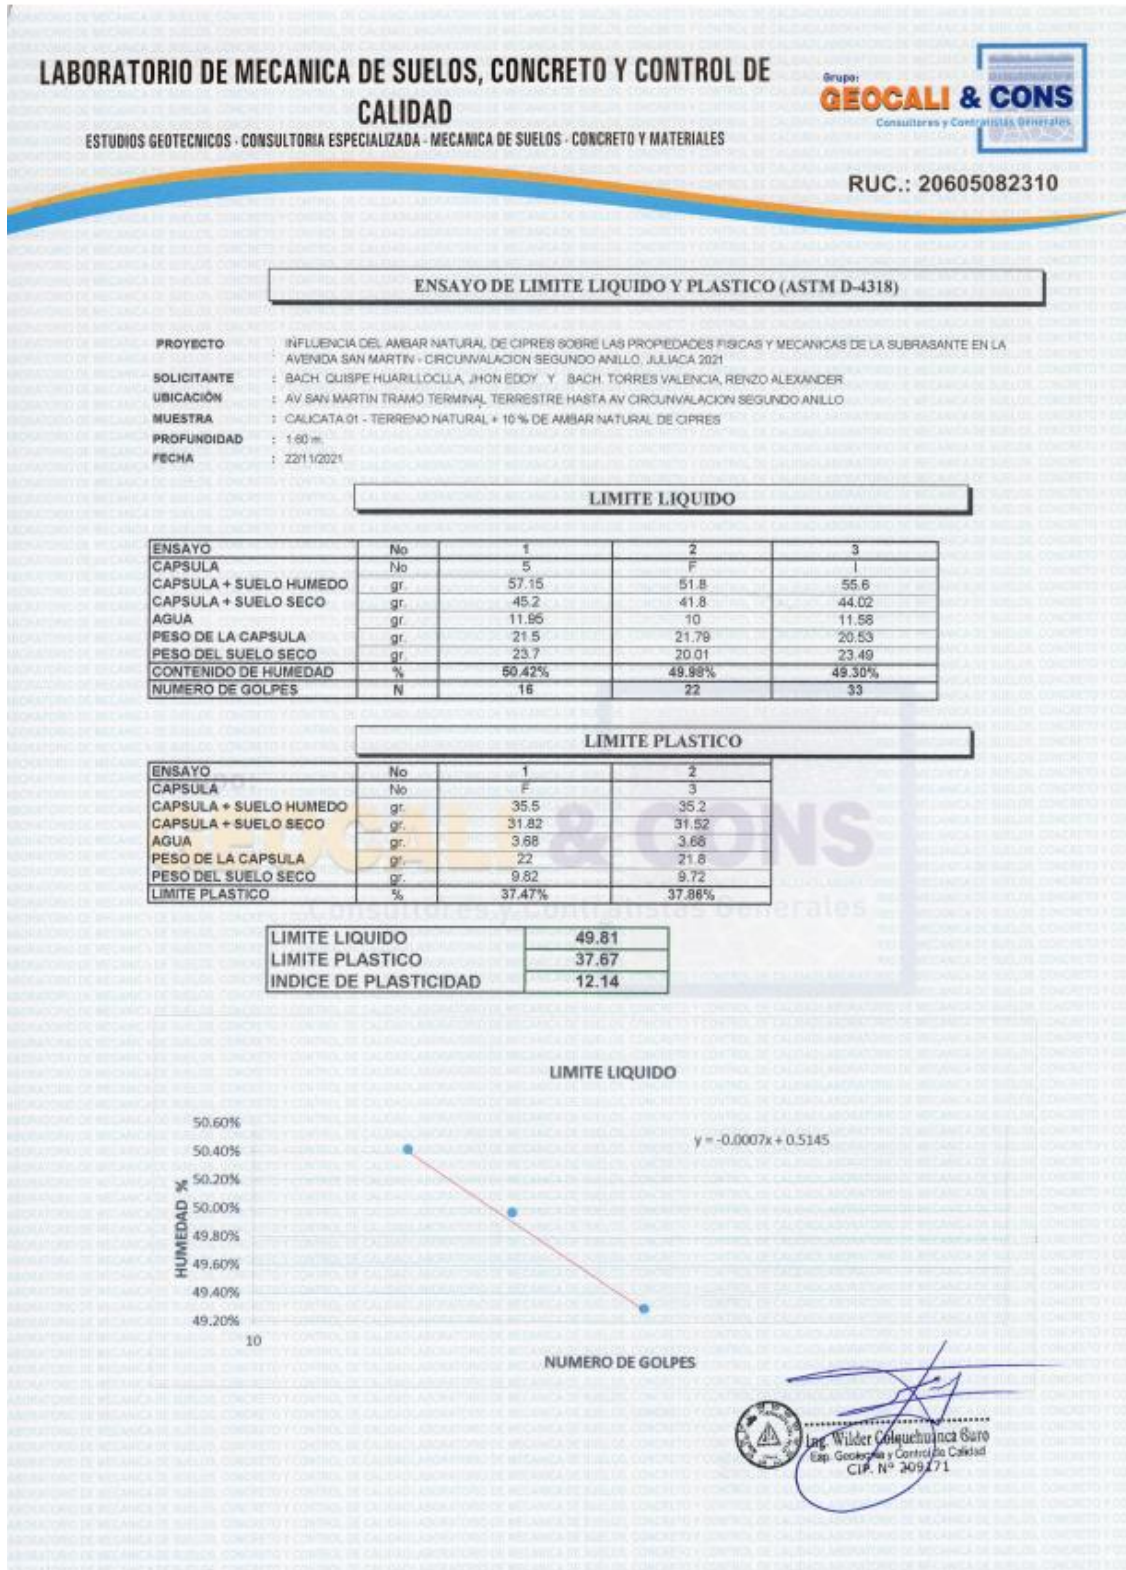 LABORATORIO DE MECANICA DE SUELOS, CONCRETO Y CONTROL DE
CALIDAD
ESTUDIOS GEOTECNICOS - CONSULTORIA ESPECIALIZADA - MECANICA DE SUELOS - CONCRETO Y MATERIALES
Grupo:
GEOCALI & CONS
Consultores y Contratistas Generales
RUC.: 20605082310
ENSAYO DE LIMITE LIQUIDO Y PLASTICO (ASTM D-4318)
PROYECTO : INFLUENCIA DEL AMBAR NATURAL DE CIPRES SOBRE LAS PROPIEDADES FISICAS Y MECANICAS DE LA SUBRASANTE EN LA
AVENIDA SAN MARTIN - CIRCUNVALACION SEGUNDO ANILLO, JULIACA 2021
SOLICITANTE : BACH. QUISPE HUARILLOCLLA, JHON EDDY Y BACH. TORRES VALENCIA, RENZO ALEXANDER
UBICACIÓN : AV SAN MARTIN TRAMO TERMINAL TERRESTRE HASTA AV CIRCUNVALACION SEGUNDO ANILLO
MUESTRA : CALICATA 01 - TERRENO NATURAL + 10 % DE AMBAR NATURAL DE CIPRES
PROFUNDIDAD : 1.60 m.
FECHA : 22/11/2021
LIMITE LIQUIDO
ENSAYO No 1 2 3
CAPSULA No 5 F I
CAPSULA + SUELO HUMEDO gr. 57.15 51.8 55.6
CAPSULA + SUELO SECO gr. 45.2 41.8 44.02
AGUA gr. 11.95 10 11.58
PESO DE LA CAPSULA gr. 21.5 21.79 20.53
PESO DEL SUELO SECO gr. 23.7 20.01 23.49
CONTENIDO DE HUMEDAD % 50.42% 49.98% 49.30%
NUMERO DE GOLPES N 16 22 33
LIMITE PLASTICO
ENSAYO No 1 2
CAPSULA No F 3
CAPSULA + SUELO HUMEDO gr. 35.5 35.2
CAPSULA + SUELO SECO gr. 31.82 31.52
AGUA gr. 3.68 3.68
PESO DE LA CAPSULA gr. 22 21.8
PESO DEL SUELO SECO gr. 9.82 9.72
LIMITE PLASTICO % 37.47% 37.86%
LIMITE LIQUIDO 49.81
LIMITE PLASTICO 37.67
INDICE DE PLASTICIDAD 12.14
LIMITE LIQUIDO
y = -0.0007x + 0.5145
HUMEDAD %
50.60%
50.40%
50.20%
50.00%
49.80%
49.60%
49.40%
49.20%
10
NUMERO DE GOLPES
Ing. Wilder Colquehuanca Buro
Esp. Geotecnia y Control de Calidad
CIP. Nº 209171